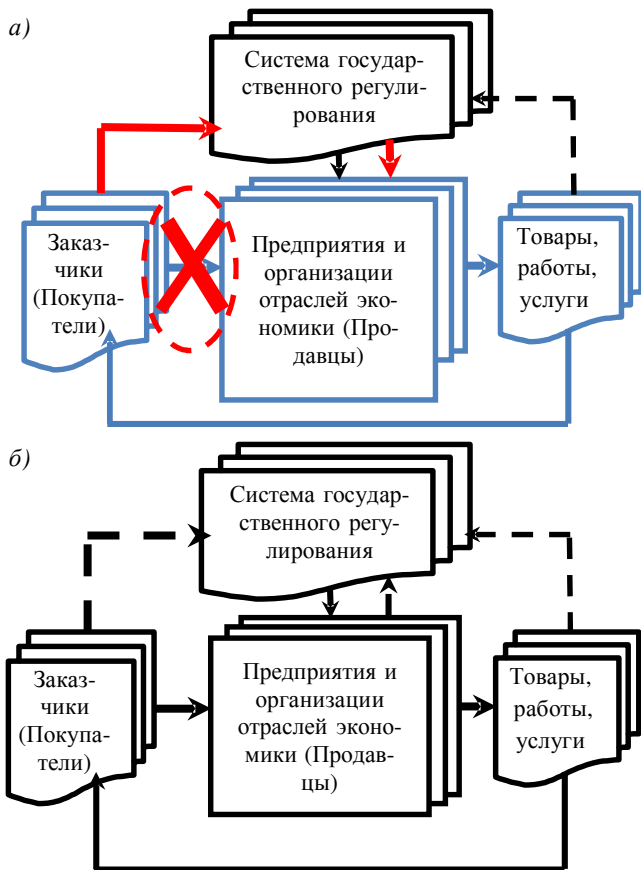 а)
Система государ-
ственного регули-
рования
Заказ-
чики
(Покупа-
тели)
Предприятия и
организации
отраслей эко-
номики (Про-
давцы)
Товары,
работы,
услуги
б)
Система государ-
ственного регу-
лирования
Заказ-
чики
(Покупа-
тели)
Предприятия и
организации
отраслей эконо-
мики (Продав-
цы)
Товары,
работы,
услуги